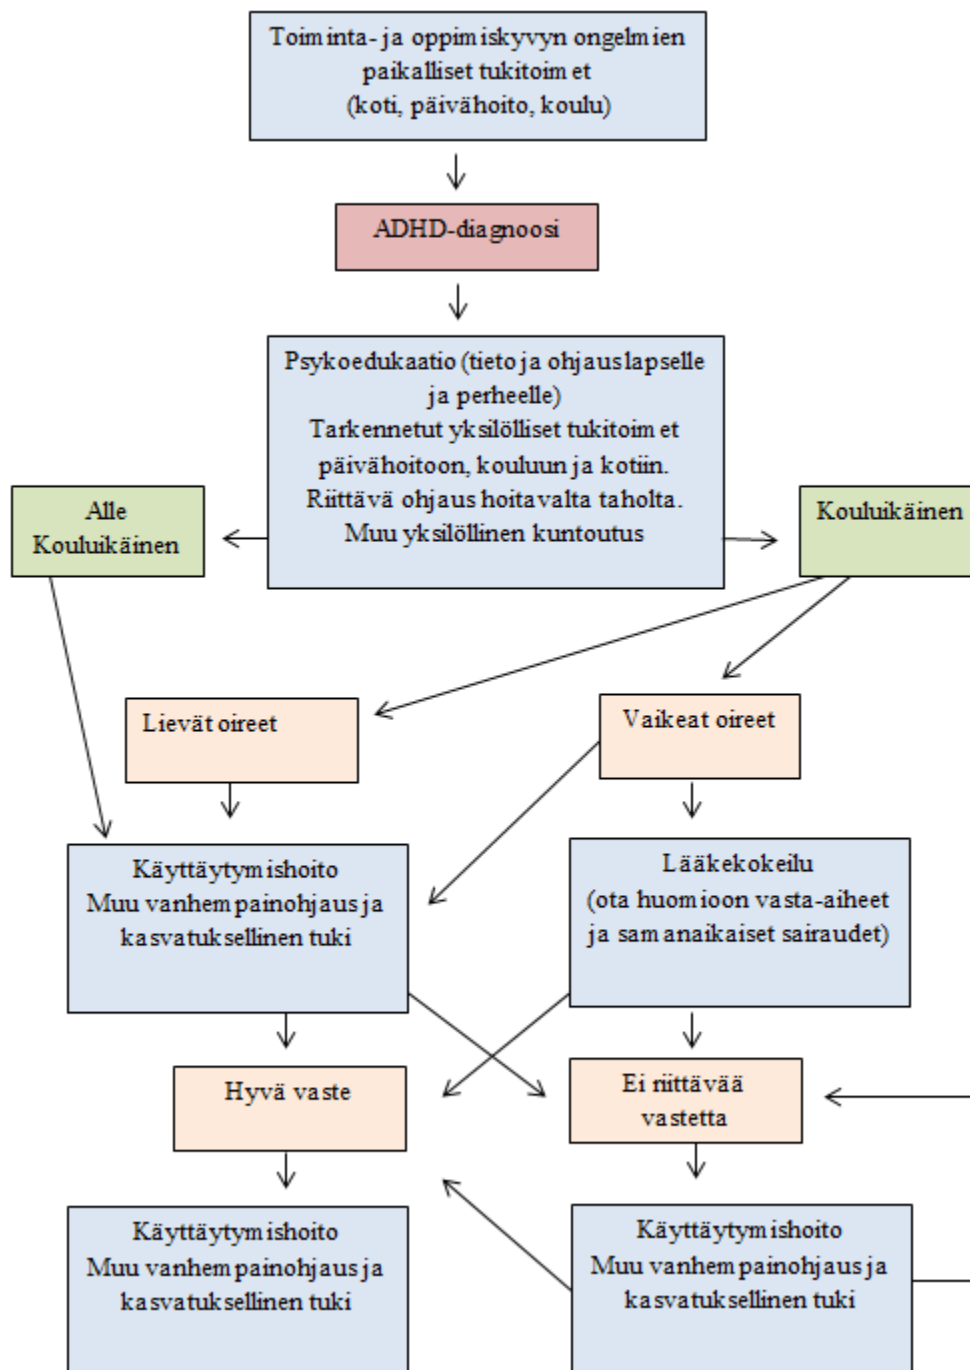 Toiminta- ja oppimiskyvyn ongelmien
paikalliset tukitoimet
(koti, päivähoito, koulu)
ADHD-diagnoosi
Psykoedukaatio (tieto ja ohjaus lapselle
ja perheelle)
Tarkennetut yksilölliset tukitoimet
päivähoitoon, kouluun ja kotiin.
Riittävä ohjaus hoitavalta taholta.
Muu yksilöllinen kuntoutus
Alle
Kouluikäinen
Kouluikäinen
Lievät oireet
Vaikeat oireet
Käyttäytymishoito
Muu vanhempainohjaus ja
kasvatuksellinen tuki
Lääkekokeilu
(ota huomioon vasta-aiheet
ja samanaikaiset sairaudet)
Hyvä vaste
Ei riittävää
vastetta
Käyttäytymishoito
Muu vanhempainohjaus ja
kasvatuksellinen tuki
Käyttäytymishoito
Muu vanhempainohjaus ja
kasvatuksellinen tuki